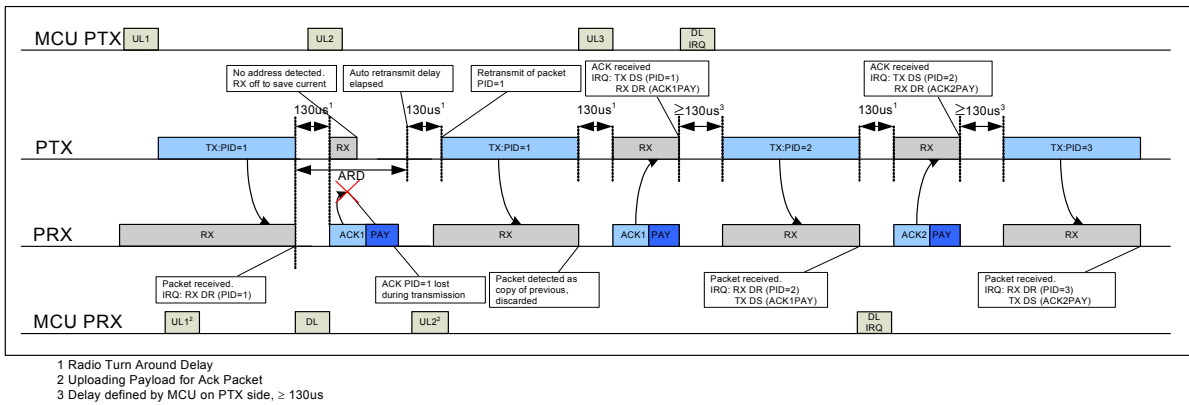 MCU PTX
UL1
UL2
UL3
DL
IRQ
No address detected.
RX off to save current
Auto retransmit delay
elapsed
Retransmit of packet
PID=1
ACK received
IRQ: TX DS (PID=1)
RX DR (ACK1PAY)
ACK received
IRQ: TX DS (PID=2)
RX DR (ACK2PAY)
130us1
130us1
130us1
≥130us3
130us1
≥130us3
PTX
TX:PID=1
RX
TX:PID=1
RX
TX:PID=2
RX
TX:PID=3
ARD
PRX
RX
ACK1
PAY
RX
ACK1
PAY
RX
ACK2
PAY
RX
Packet received.
IRQ: RX DR (PID=1)
ACK PID=1 lost
during transmission
Packet detected as
copy of previous,
discarded
Packet received.
IRQ: RX DR (PID=2)
TX DS (ACK1PAY)
Packet received.
IRQ: RX DR (PID=3)
TX DS (ACK2PAY)
MCU PRX
UL1²
DL
UL2²
DL
IRQ
1 Radio Turn Around Delay
2 Uploading Payload for Ack Packet
3 Delay defined by MCU on PTX side, ≥ 130us